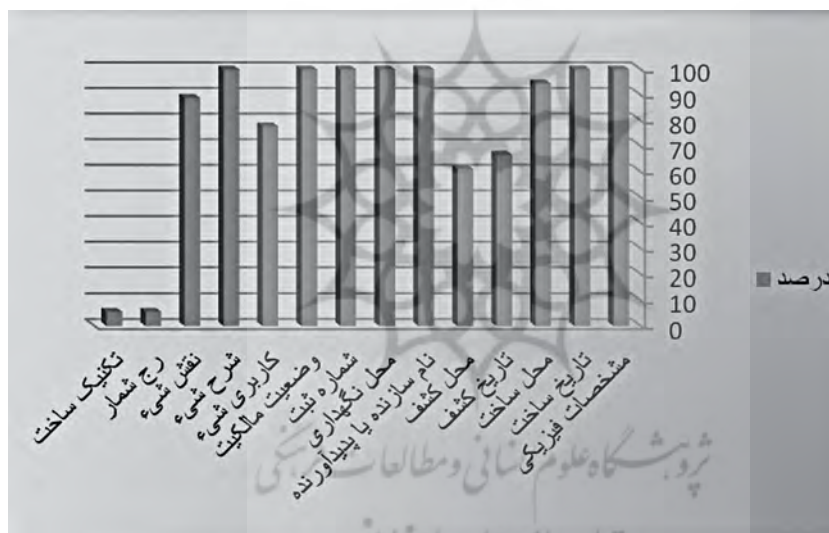 100
90
80
70
60
50
40
30
20
10
0
درصد
مشخصات فیزیکی
تاریخ ساخت
محل ساخت
تاریخ کشف
محل کشف
نام سازنده یا پدیدآورنده
محل نگهداری
شماره ثبت
وضعیت مالکیت
کاربری شیء
شرح شیء
نقش شیء
رج شمار
تکنیک ساخت
پژوهشگاه علوم انسانی و مطالعات فرهنگی